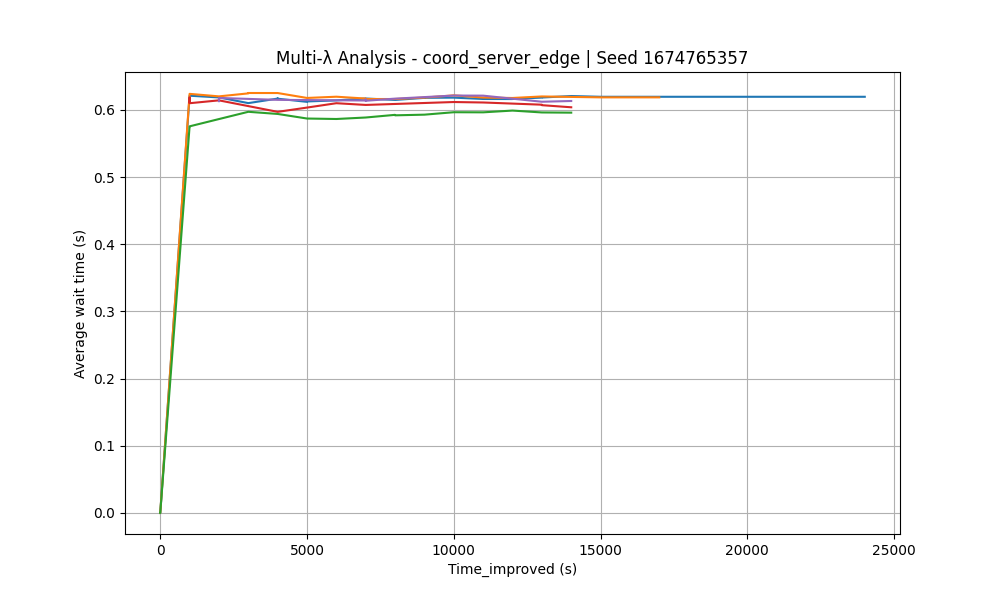 Multi-λ Analysis - coord_server_edge | Seed 1674765357
Average wait time (s)
0.6
0.5
0.4
0.3
0.2
0.1
0.0
0 5000 10000 15000 20000 25000
Time_improved (s)